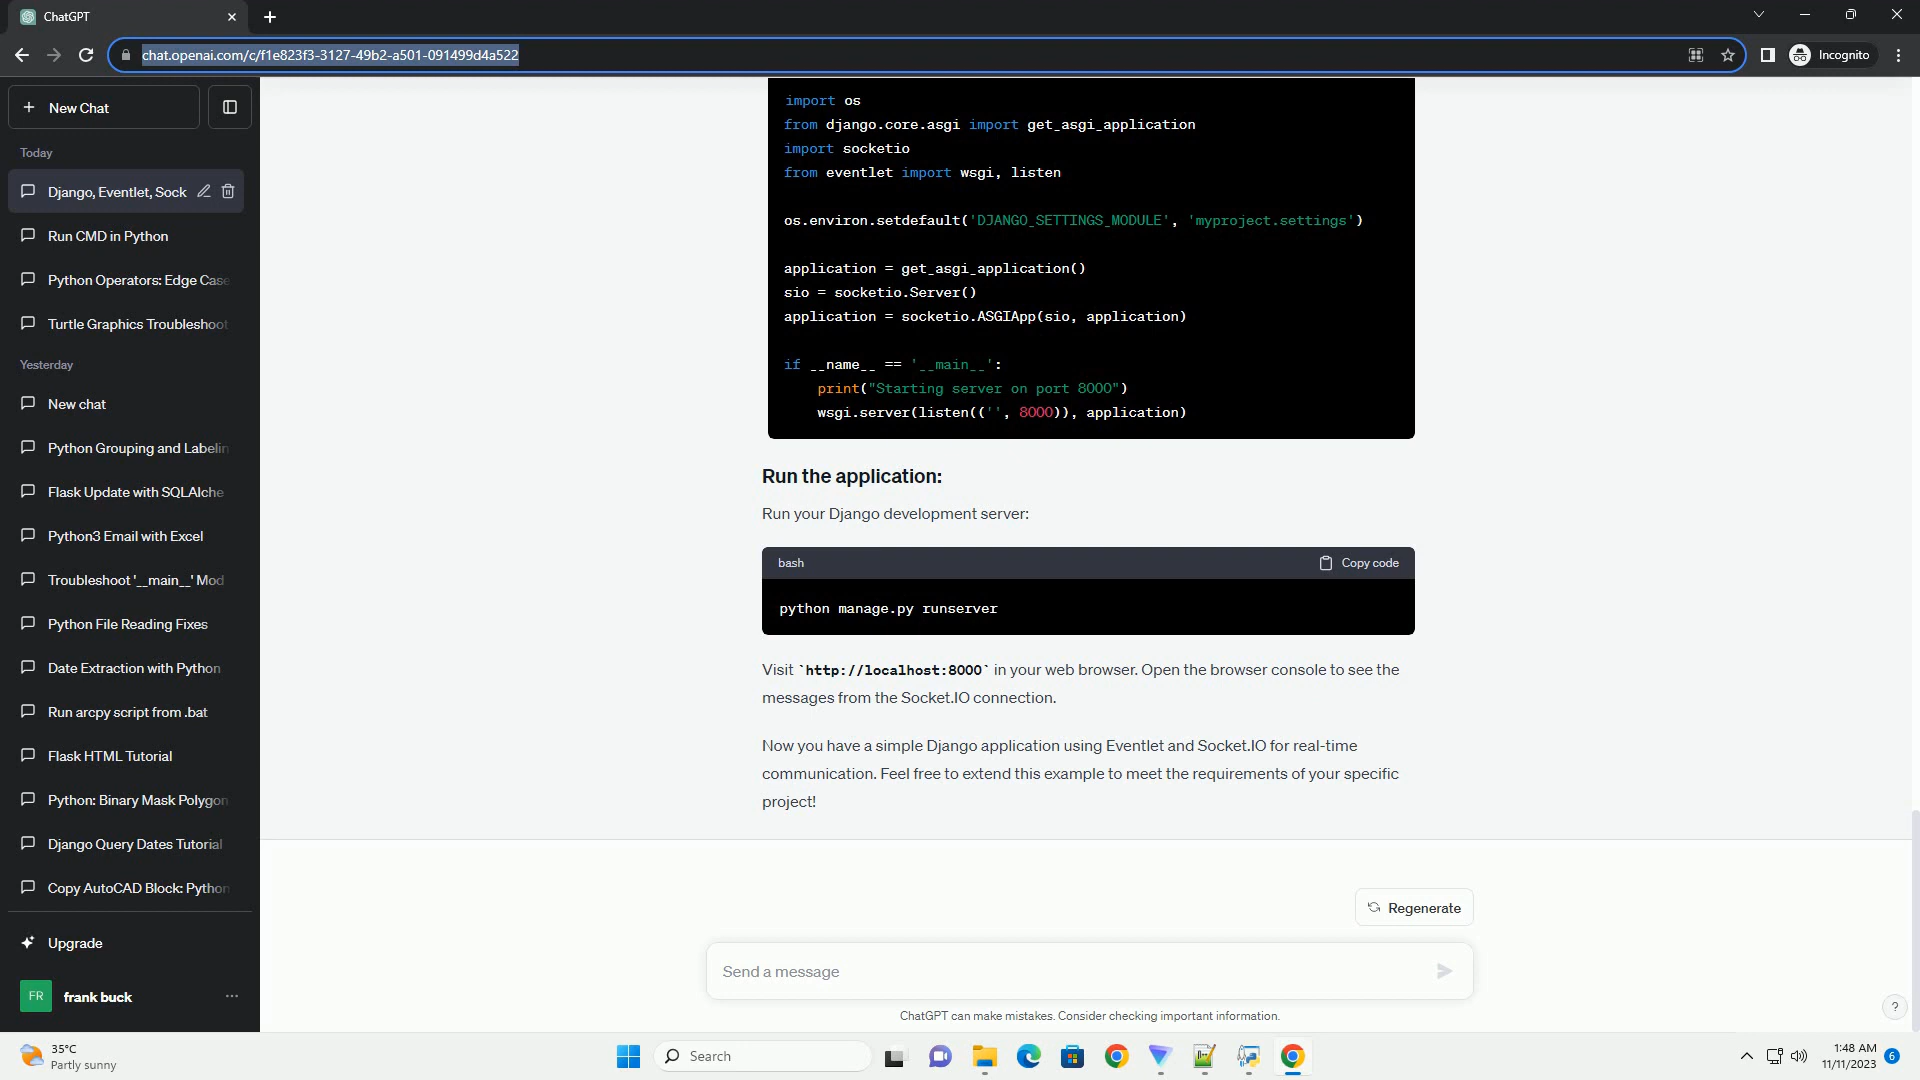 ChatGPT
chat.openai.com/c/f1e823f3-3127-49b2-a501-091499d4a522
Incognito
New Chat
Today
Django, Eventlet, Sock
Run CMD in Python
Python Operators: Edge Case
Turtle Graphics Troubleshoot
Yesterday
New chat
Python Grouping and Labelin
Flask Update with SQLAlche
Python3 Email with Excel
Troubleshoot '__main__' Mod
Python File Reading Fixes
Date Extraction with Python
Run arcpy script from .bat
Flask HTML Tutorial
Python: Binary Mask Polygon
Django Query Dates Tutorial
Copy AutoCAD Block: Python
Upgrade
FR
frank buck
import os
from django.core.asgi import get_asgi_application
import socketio
from eventlet import wsgi, listen
os.environ.setdefault('DJANGO_SETTINGS_MODULE', 'myproject.settings')
application = get_asgi_application()
sio = socketio.Server()
application = socketio.ASGIApp(sio, application)
if __name__ == '__main__':
print("Starting server on port 8000")
wsgi.server(listen(('', 8000)), application)
Run the application:
Run your Django development server:
bash
Copy code
python manage.py runserver
Visit `http://localhost:8000` in your web browser. Open the browser console to see the
messages from the Socket.IO connection.
Now you have a simple Django application using Eventlet and Socket.IO for real-time
communication. Feel free to extend this example to meet the requirements of your specific
project!
Regenerate
Send a message
ChatGPT can make mistakes. Consider checking important information.
?
35°C
Partly sunny
Search
1:48 AM
11/11/2023
6